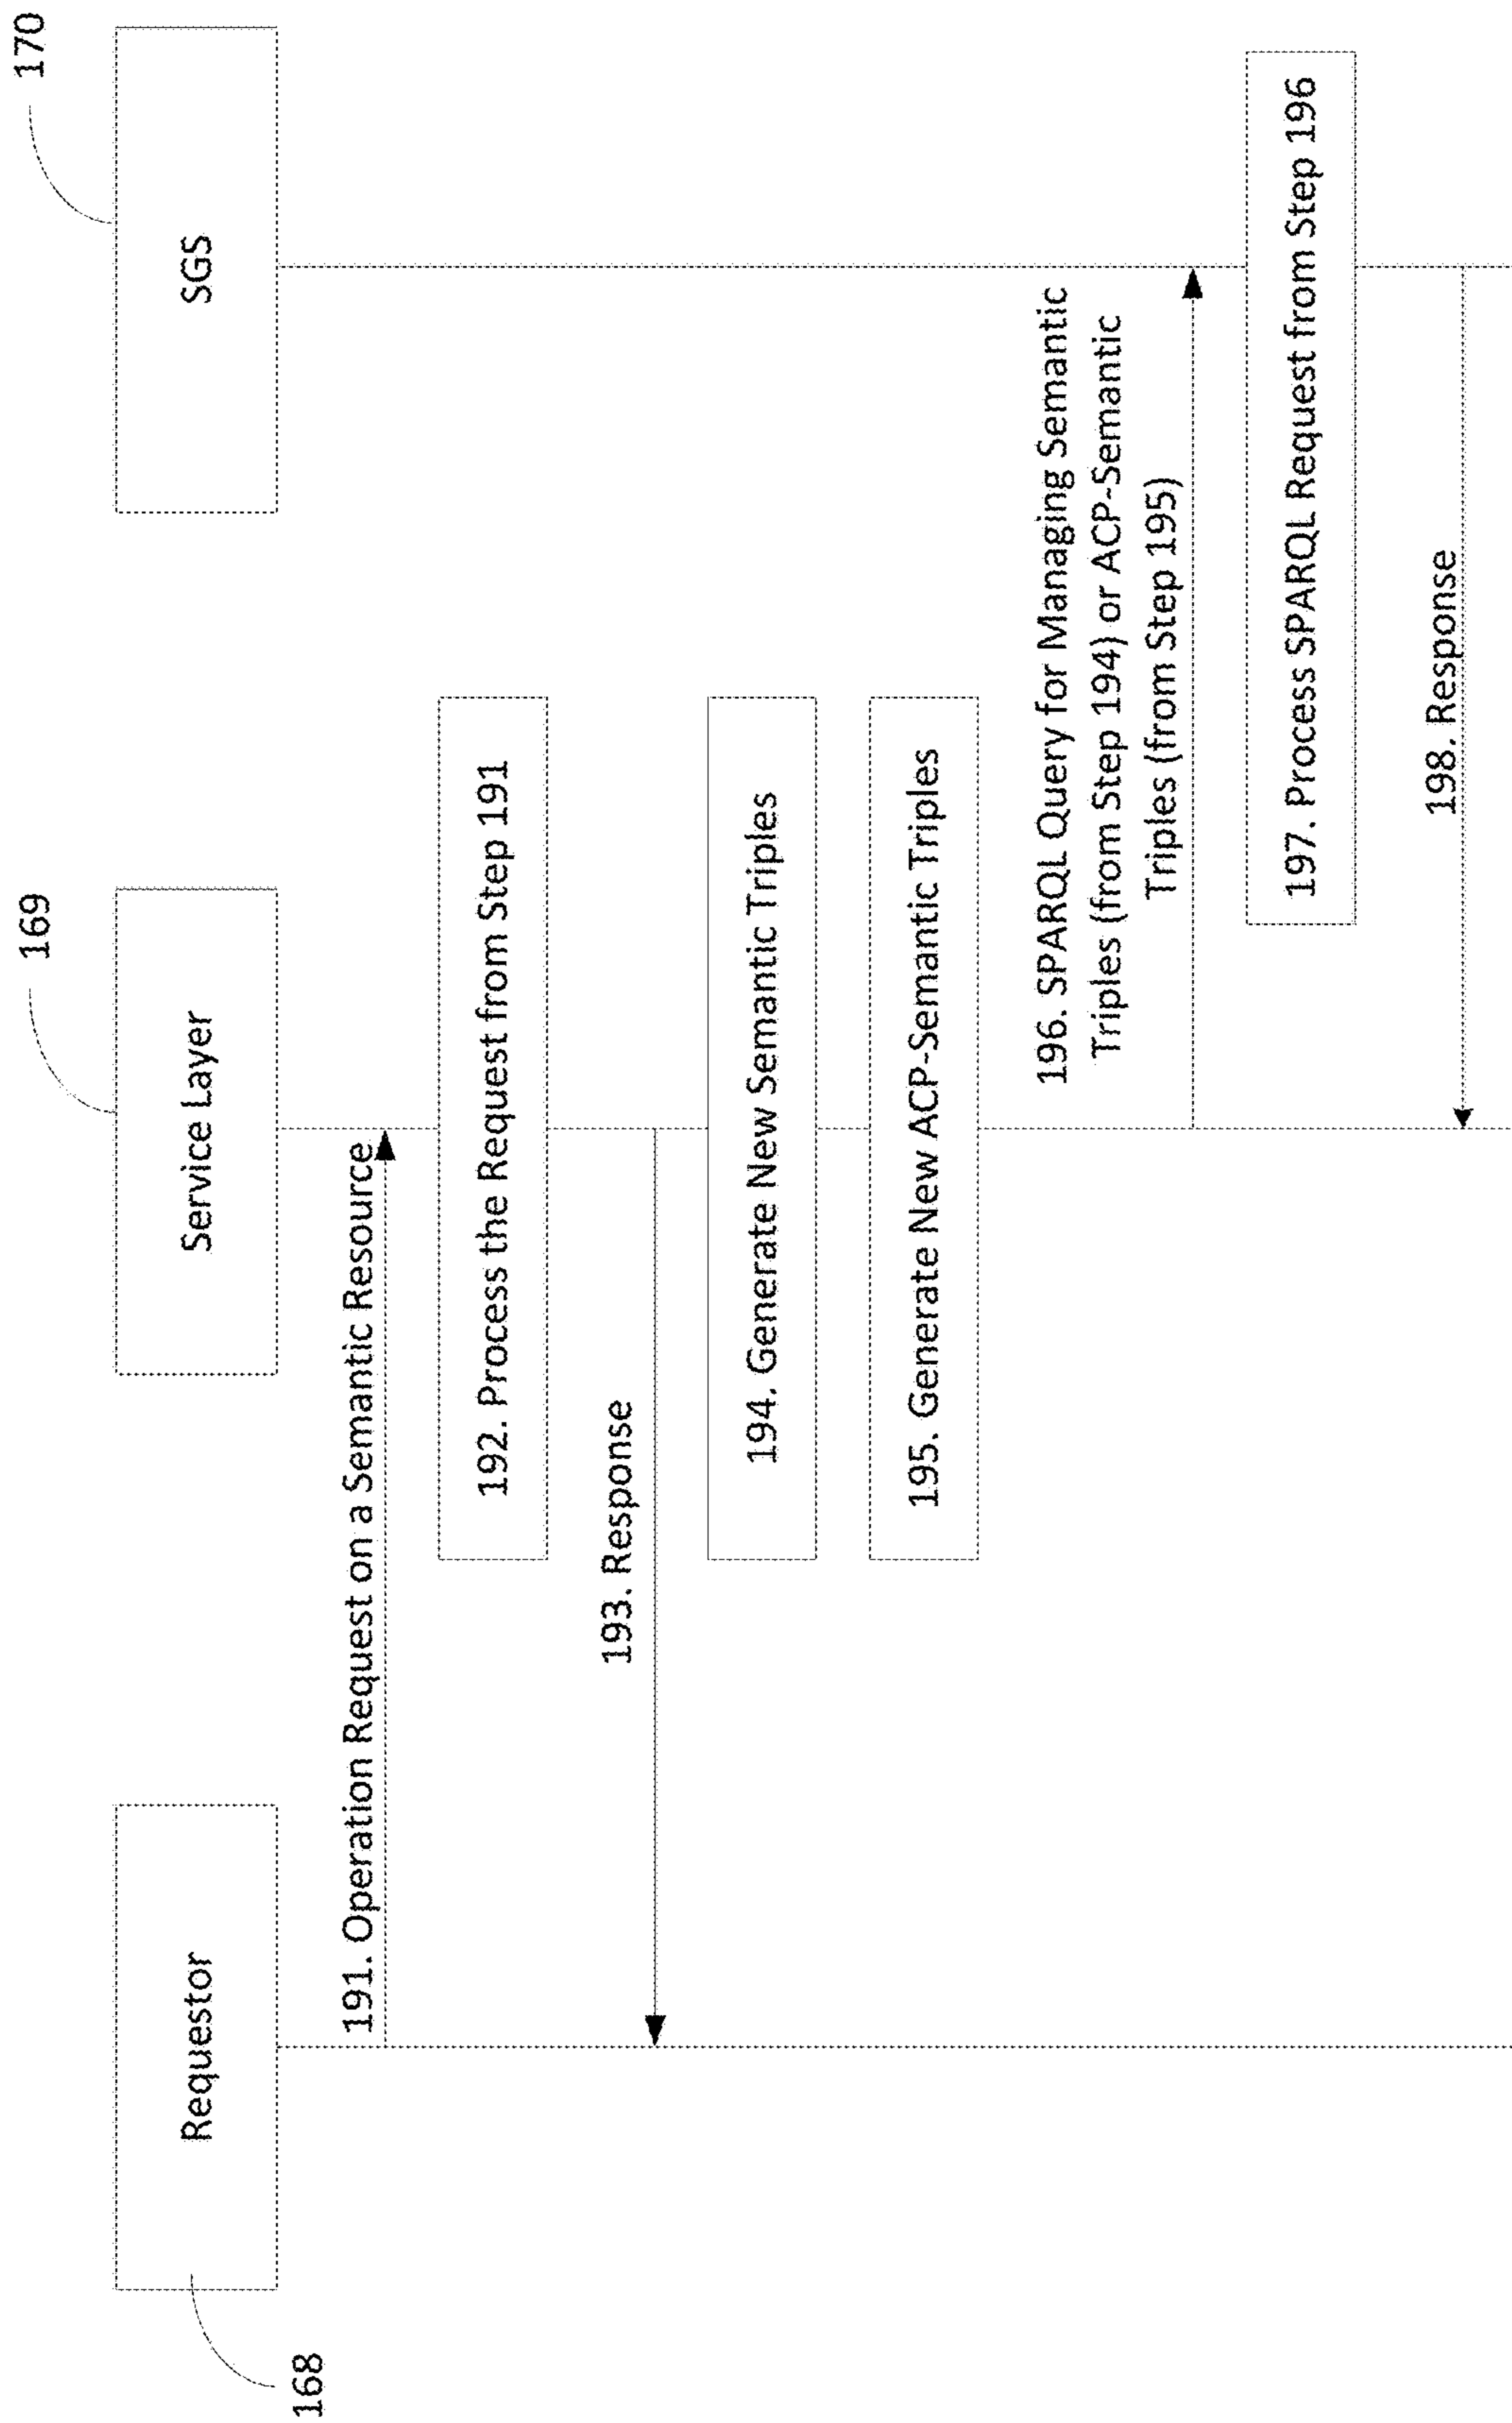 168
Requestor
169
Service Layer
170
SGS
191. Operation Request on a Semantic Resource
192. Process the Request from Step 191
193. Response
194. Generate New Semantic Triples
195. Generate New ACP-Semantic Triples
196. SPARQL Query for Managing Semantic
Triples (from Step 194) or ACP-Semantic
Triples (from Step 195)
197. Process SPARQL Request from Step 196
198. Response